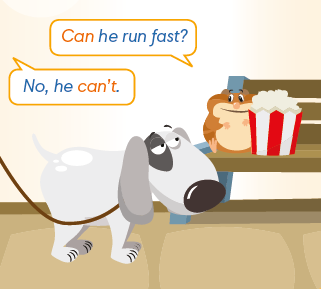 Can he run fast?
No, he can't.